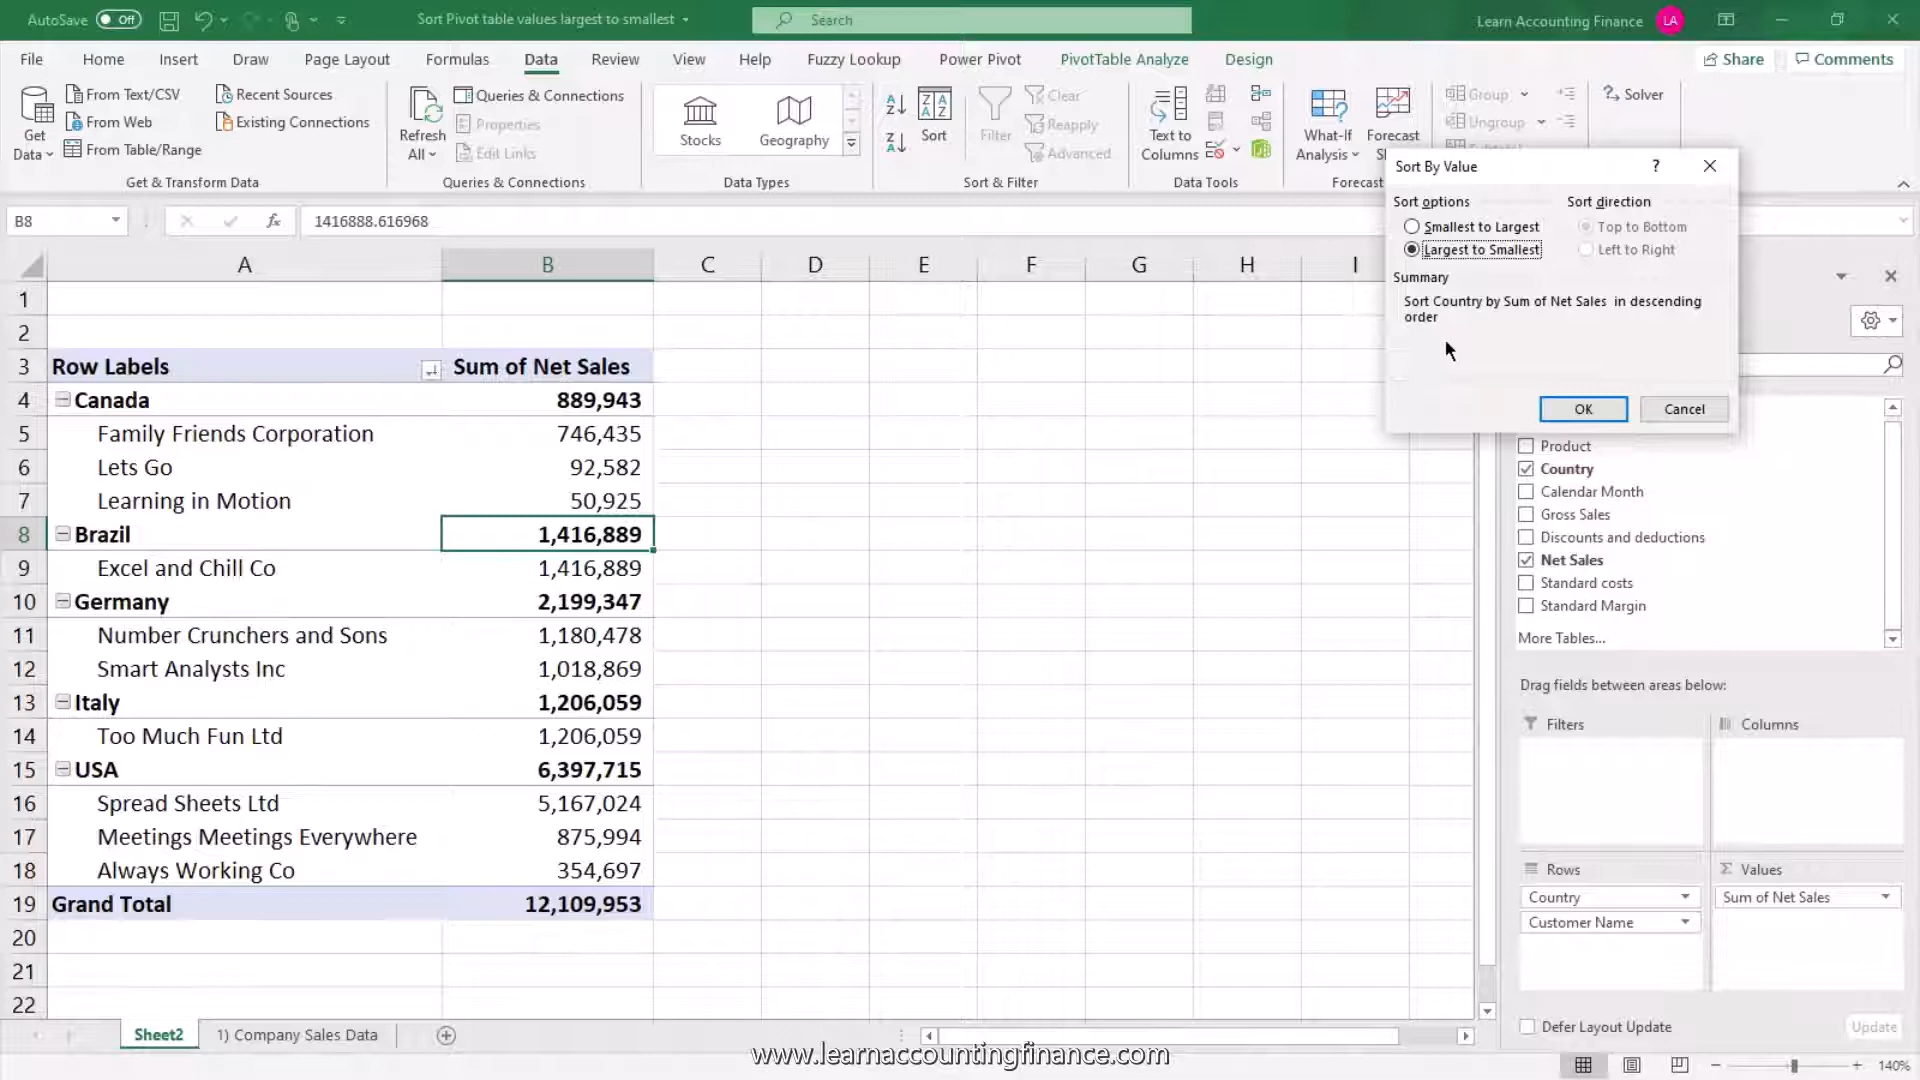 AutoSave Off
Sort Pivot table values largest to smallest
Search
Learn Accounting Finance LA
File Home Insert Draw Page Layout Formulas Data Review View Help Fuzzy Lookup Power Pivot PivotTable Analyze Design Share Comments
Get Data
From Text/CSV
From Web
From Table/Range
Recent Sources
Existing Connections
Get & Transform Data
Refresh All
Queries & Connections
Properties
Edit Links
Queries & Connections
Stocks Geography
Data Types
Sort
Filter
Clear
Reapply
Advanced
Sort & Filter
Text to Columns
Data Tools
What-If Analysis
Forecast
Forecast
Group
Ungroup
Solver
B8 fx 1416888.616968
Sort By Value ?
Sort options
Smallest to Largest
Largest to Smallest
Sort direction
Top to Bottom
Left to Right
Summary
Sort Country by Sum of Net Sales in descending
order
OK Cancel
A B C D E F G H I
1
2
3 Row Labels Sum of Net Sales
4 Canada 889,943
5 Family Friends Corporation 746,435
6 Lets Go 92,582
7 Learning in Motion 50,925
8 Brazil 1,416,889
9 Excel and Chill Co 1,416,889
10 Germany 2,199,347
11 Number Crunchers and Sons 1,180,478
12 Smart Analysts Inc 1,018,869
13 Italy 1,206,059
14 Too Much Fun Ltd 1,206,059
15 USA 6,397,715
16 Spread Sheets Ltd 5,167,024
17 Meetings Meetings Everywhere 875,994
18 Always Working Co 354,697
19 Grand Total 12,109,953
20
21
22
Product
Country
Calendar Month
Gross Sales
Discounts and deductions
Net Sales
Standard costs
Standard Margin
More Tables...
Drag fields between areas below:
Filters
Columns
Rows
Country
Customer Name
Values
Sum of Net Sales
Defer Layout Update Update
Sheet2 1) Company Sales Data
www.learnaccountingfinance.com
140%